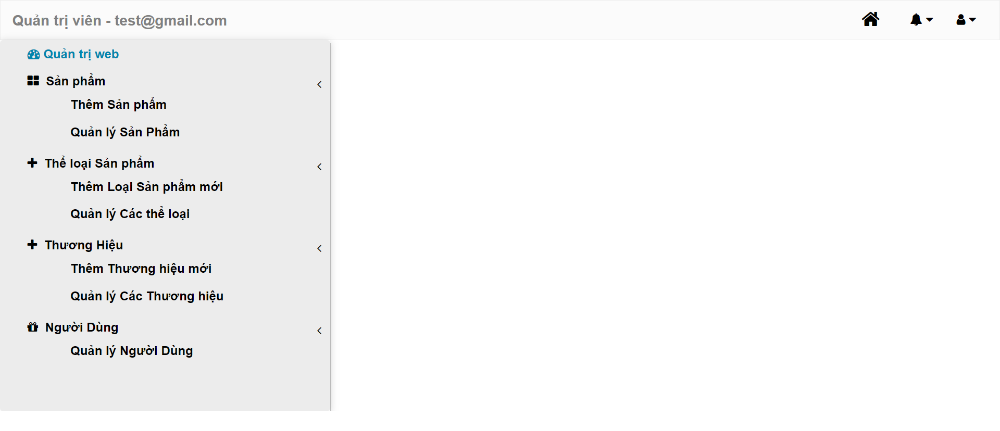 Quản trị viên - test@gmail.com
Quản trị web
Sản phẩm
Thêm Sản phẩm
Quản lý Sản Phẩm
Thể loại Sản phẩm
Thêm Loại Sản phẩm mới
Quản lý Các thể loại
Thương Hiệu
Thêm Thương hiệu mới
Quản lý Các Thương hiệu
Người Dùng
Quản lý Người Dùng